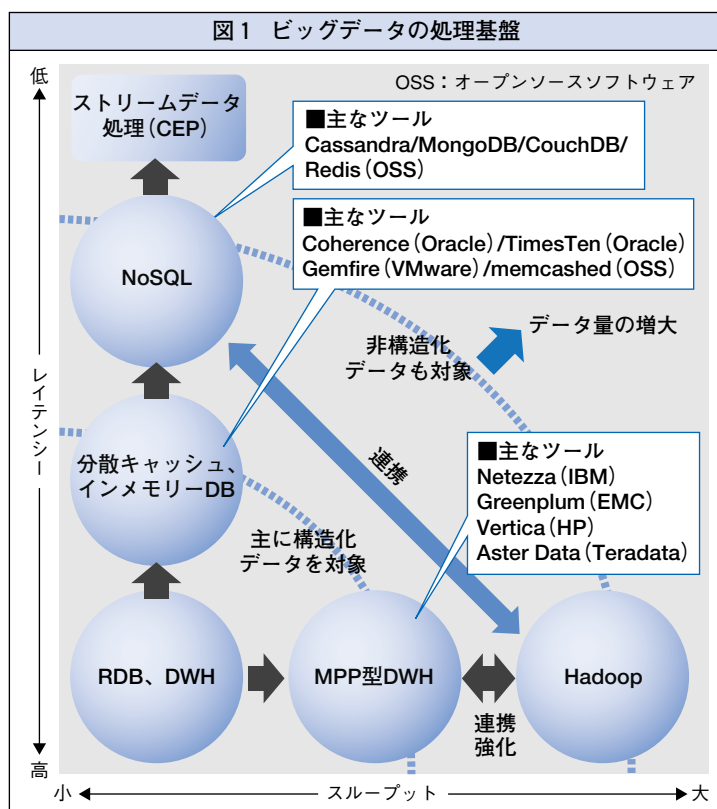 図1 ビッグデータの処理基盤
低
OSS：オープンソースソフトウェア
ストリームデータ
処理（CEP）
■主なツール
Cassandra/MongoDB/CouchDB/
Redis（OSS）
■主なツール
Coherence（Oracle）/TimesTen（Oracle）
Gemfire（VMware）/memcashed（OSS）
NoSQL
データ量の増大
非構造化
データも対象
レイテンシー
連携
■主なツール
Netezza（IBM）
Greenplum（EMC）
Vertica（HP）
Aster Data（Teradata）
分散キャッシュ、
インメモリーDB
主に構造化
データを対象
RDB、DWH
MPP型DWH
Hadoop
連携
強化
高
小
スループット
大